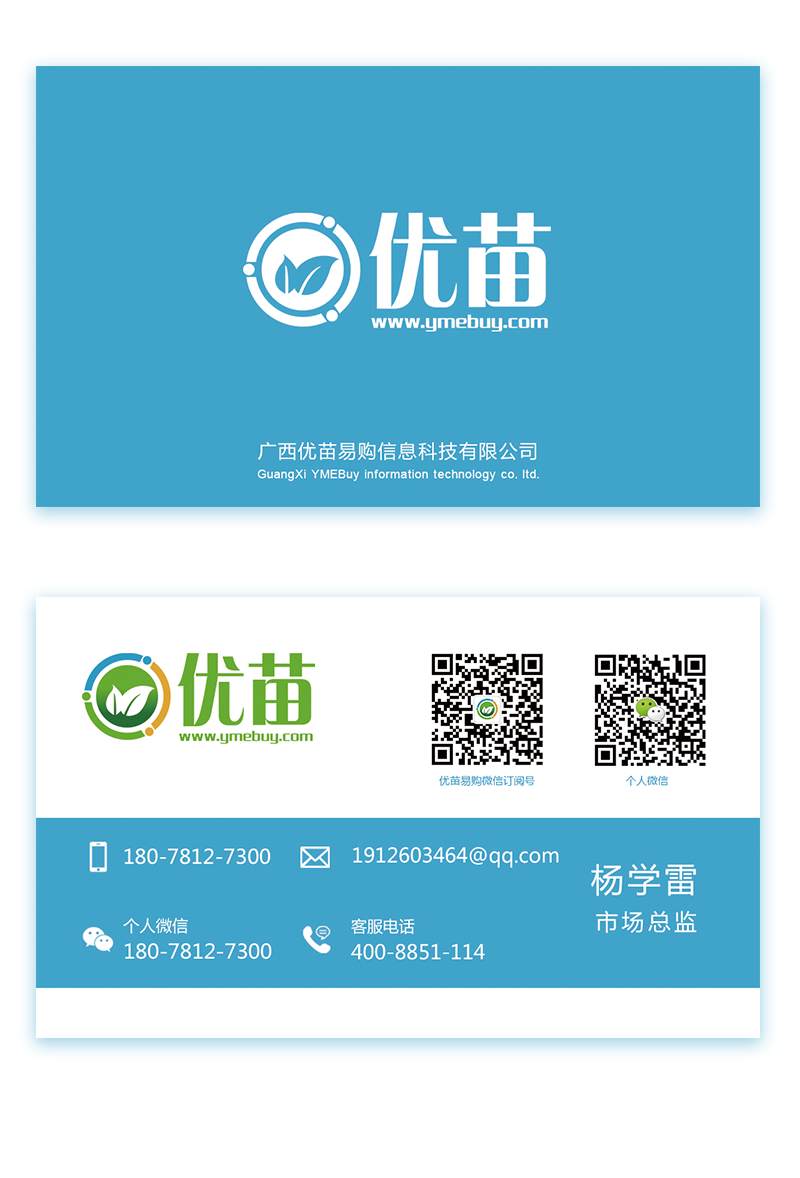 优苗
www.ymebuy.com
广西优苗易购信息科技有限公司
GuangXi YMEBuy information technology co. ltd.
优苗
www.ymebuy.com
优苗易购微信订阅号
个人微信
180-7812-7300
1912603464@qq.com
杨学雷
市场总监
个人微信
180-7812-7300
客服电话
400-8851-114